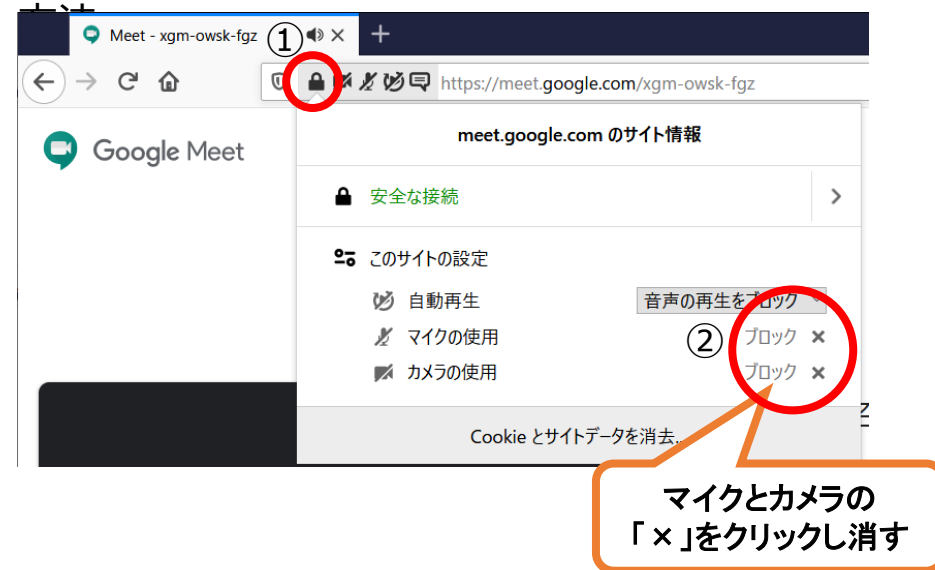 方法
Meet - xgm-owsk-fgz
①
https://meet.google.com/xgm-owsk-fgz
Google Meet
meet.google.com のサイト情報
安全な接続
このサイトの設定
自動再生 音声の再生をブロック
マイクの使用 ブロック ×
②
カメラの使用 ブロック ×
Cookie とサイトデータを消去...
マイクとカメラの
「×」をクリックし消す